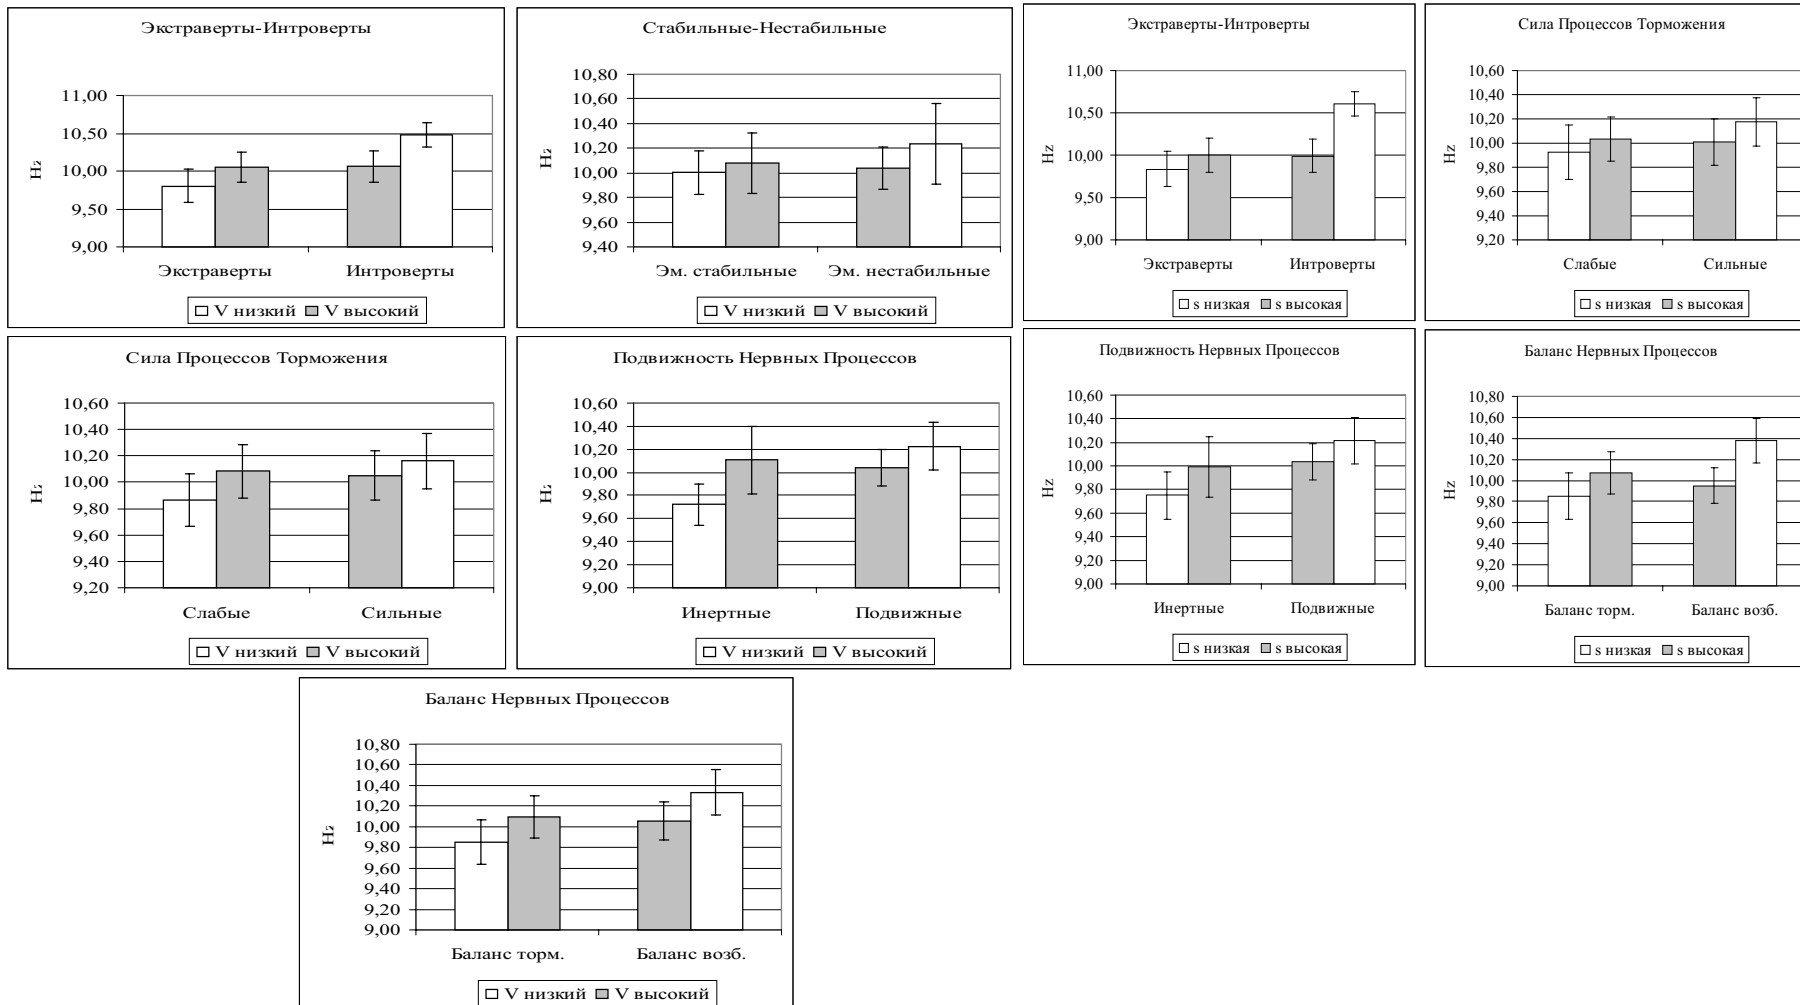 Экстраверты-Интроверты
11,00
10,50
10,00
9,50
9,00
Hz
Экстраверты Интроверты
V низкий V высокий
Стабильные-Нестабильные
10,80
10,60
10,40
10,20
10,00
9,80
9,60
9,40
Hz
Эм. стабильные Эм. нестабильные
V низкий V высокий
Экстраверты-Интроверты
11,00
10,50
10,00
9,50
9,00
Hz
Экстраверты Интроверты
s низкая s высокая
Сила Процессов Торможения
10,60
10,40
10,20
10,00
9,80
9,60
9,40
9,20
Hz
Слабые Сильные
s низкая s высокая
Сила Процессов Торможения
10,60
10,40
10,20
10,00
9,80
9,60
9,40
9,20
Hz
Слабые Сильные
V низкий V высокий
Подвижность Нервных Процессов
10,60
10,40
10,20
10,00
9,80
9,60
9,40
9,20
9,00
Hz
Инертные Подвижные
V низкий V высокий
Подвижность Нервных Процессов
10,60
10,40
10,20
10,00
9,80
9,60
9,40
9,20
9,00
Hz
Инертные Подвижные
s низкая s высокая
Баланс Нервных Процессов
10,80
10,60
10,40
10,20
10,00
9,80
9,60
9,40
9,20
9,00
Hz
Баланс торм. Баланс возб.
s низкая s высокая
Баланс Нервных Процессов
10,80
10,60
10,40
10,20
10,00
9,80
9,60
9,40
9,20
9,00
Hz
Баланс торм. Баланс возб.
V низкий V высокий